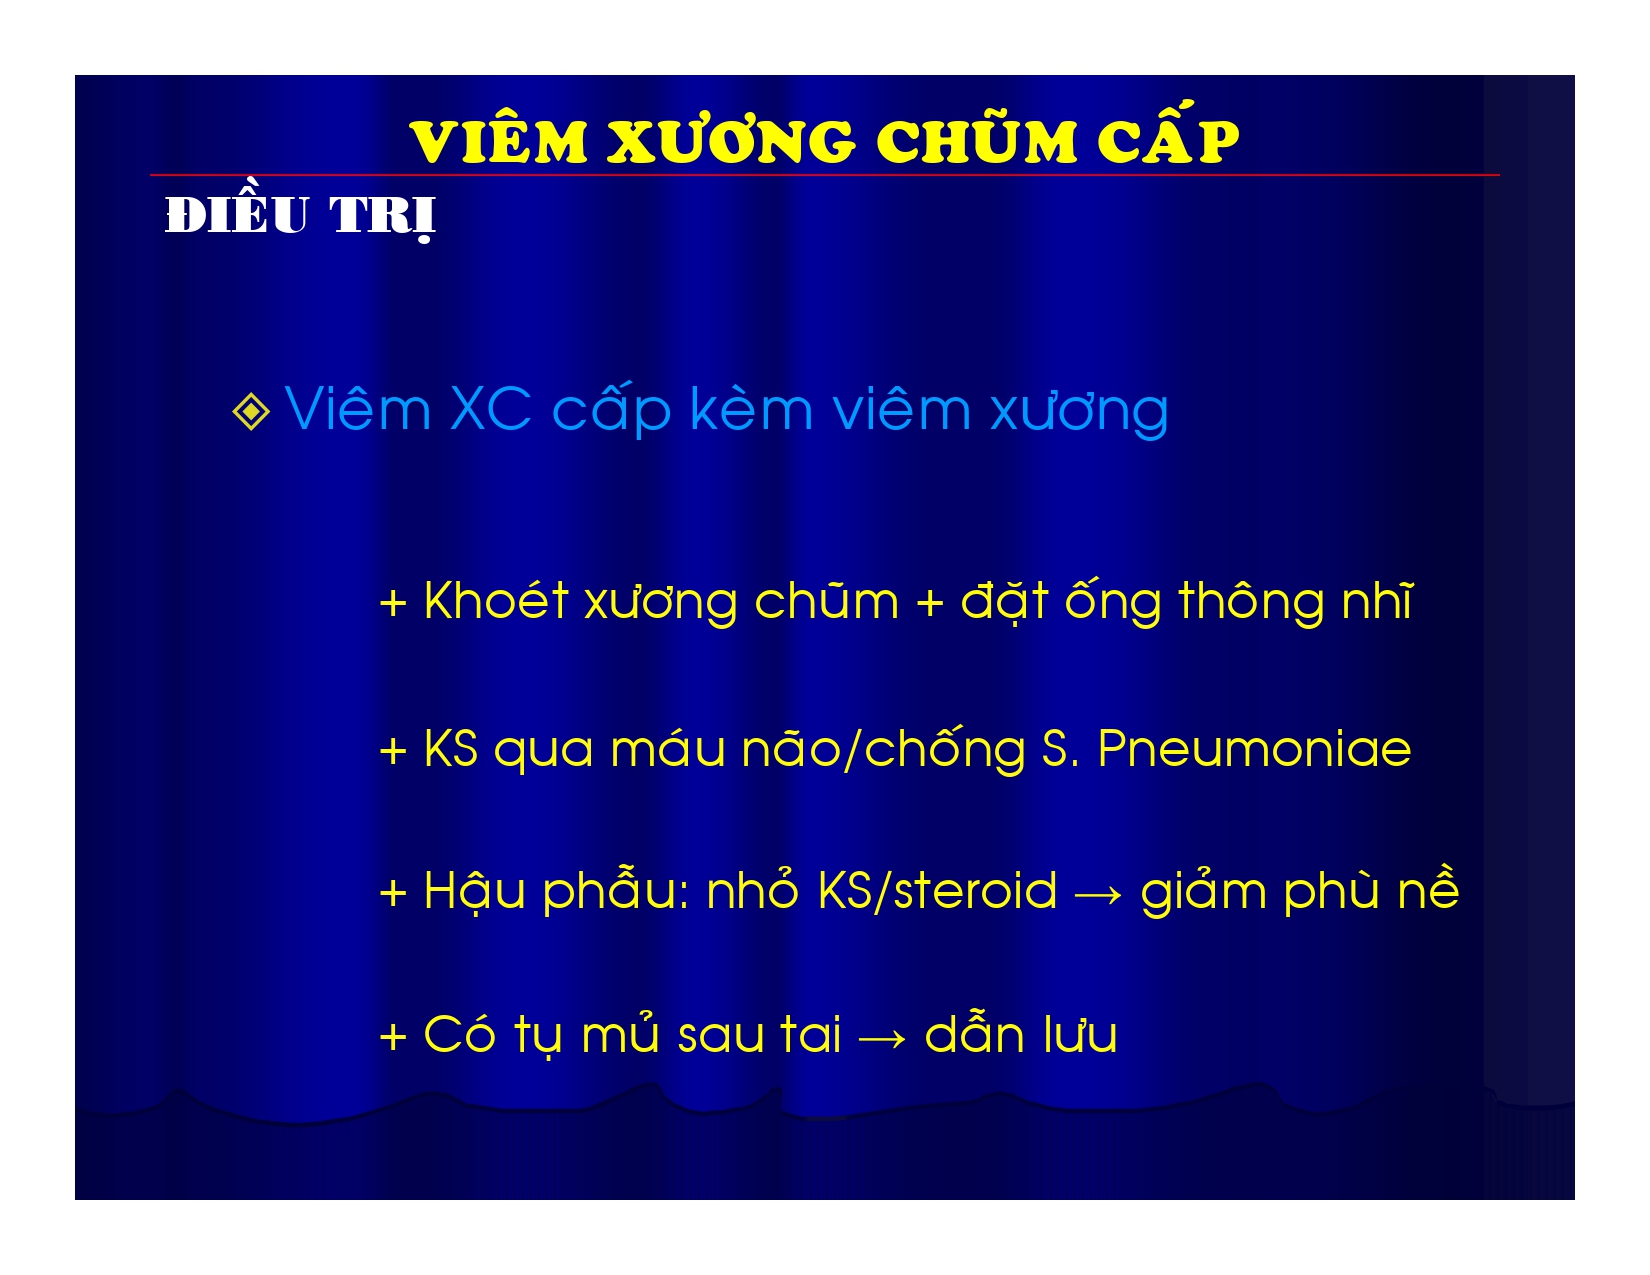 VIÊM XƯƠNG CHŨM CẤP
ĐIỀU TRỊ
Viêm XC cấp kèm viêm xương
+ Khoét xương chũm + đặt ống thông nhĩ
+ KS qua máu não/chống S. Pneumoniae
+ Hậu phẫu: nhỏ KS/steroid → giảm phù nề
+ Có tụ mủ sau tai → dẫn lưu